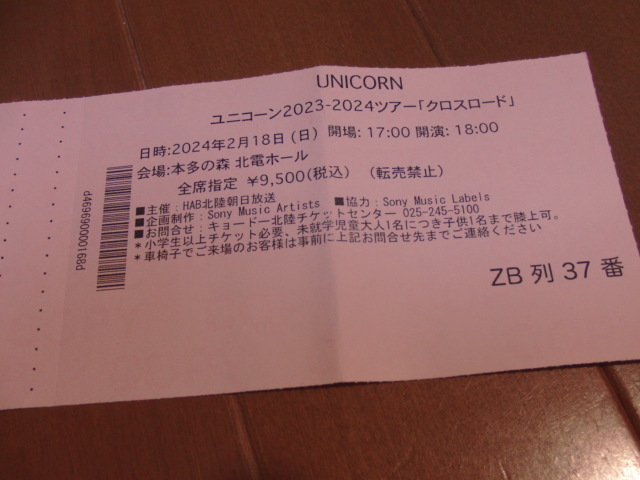 UNICORN
ユニコーン2023-2024ツアー「クロスロード」
日時:2024年2月18日 (日) 開場: 17:00 開演: 18:00
会場:本多の森 北電ホール
全席指定 ¥9,500(税込) (転売禁止)
■主催:HAB北陸朝日放送
■企画制作:Sony Music Artists ■協力:Sony Music Labels
■お問合せ:キョードー北陸チケットセンター 025-245-5100
*小学生以上チケット必要、未就学児童大人1名につき子供1名まで膝上可。
*車椅子でご来場のお客様は事前に上記お問合せ先までご連絡ください
ZB 列 37 番
d469690000168d